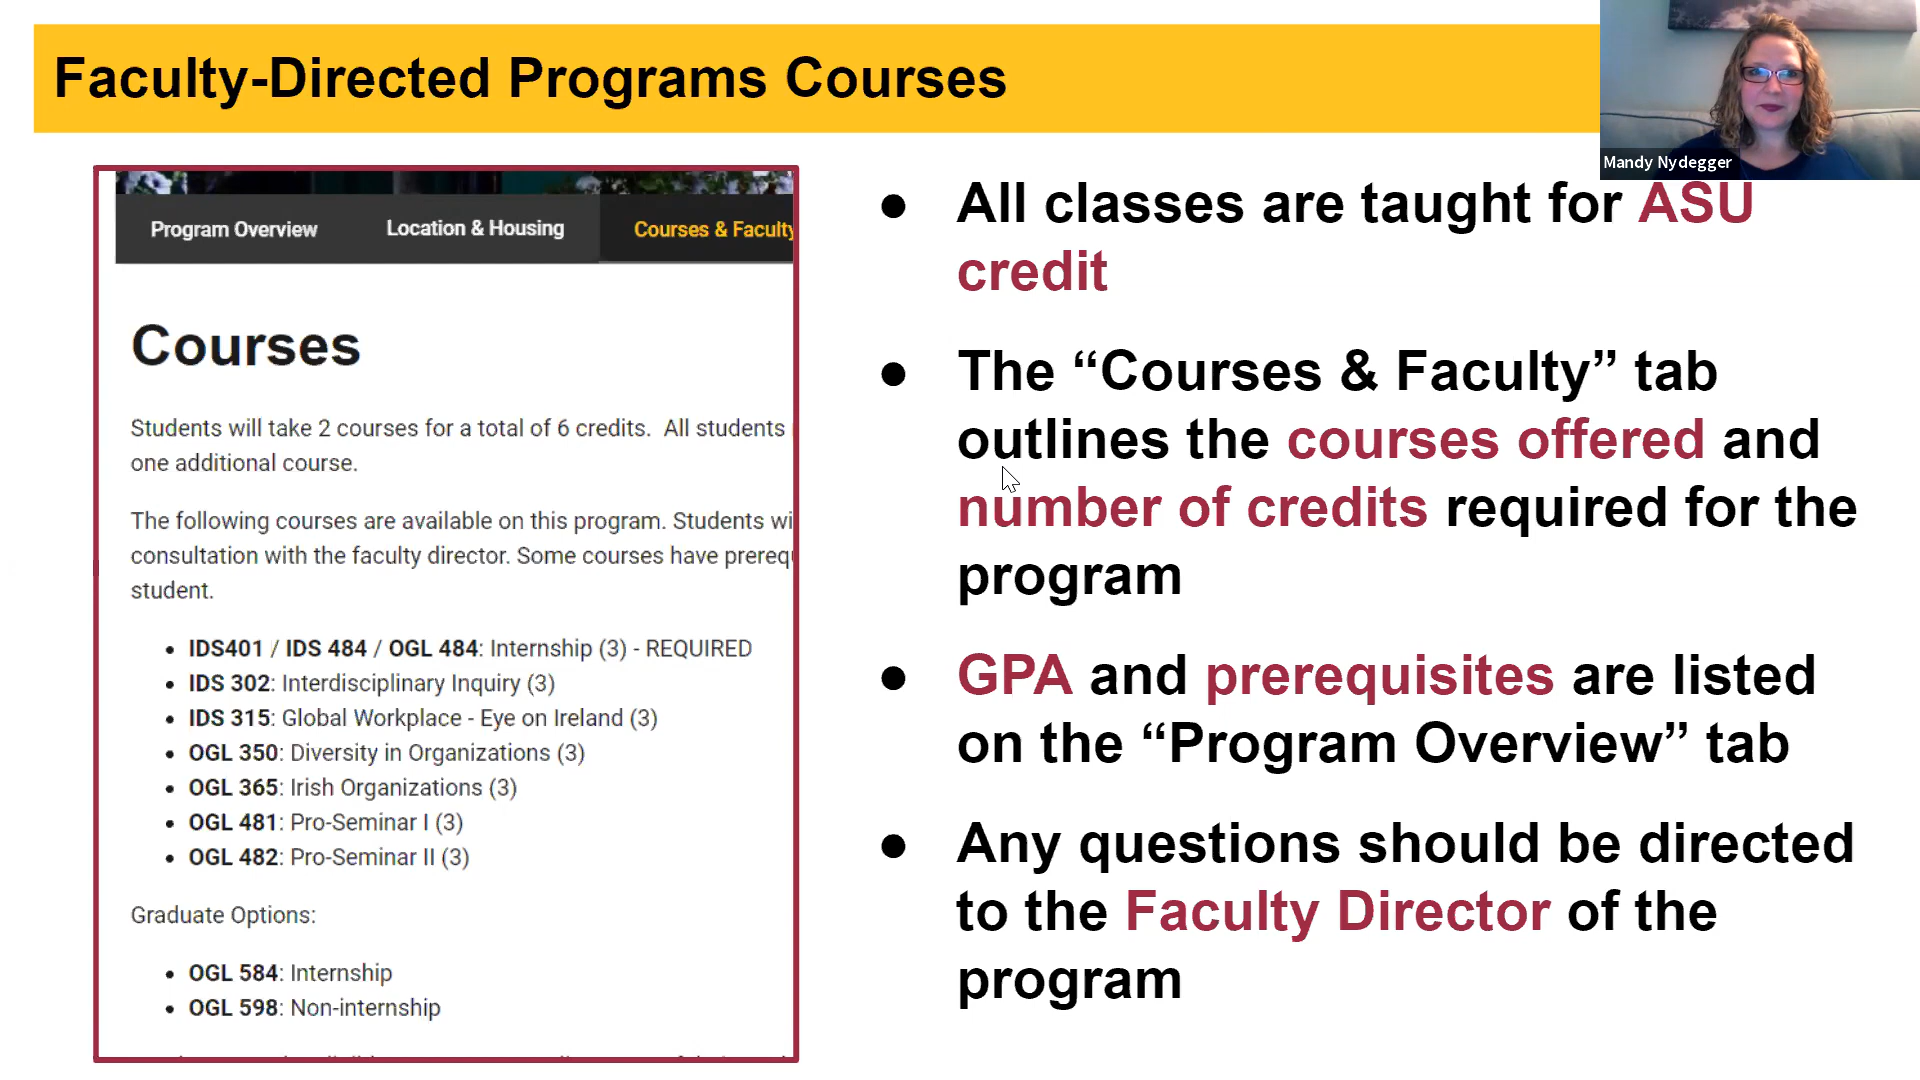 Faculty-Directed Programs Courses
Mandy Nydegger
Program Overview
Location & Housing
Courses & Faculty
Courses
Students will take 2 courses for a total of 6 credits. All students
one additional course.
The following courses are available on this program. Students
consultation with the faculty director. Some courses have
student.
• IDS401 / IDS 484 / OGL 484: Internship (3) - REQUIRED
• IDS 302: Interdisciplinary Inquiry (3)
• IDS 315: Global Workplace - Eye on Ireland (3)
• OGL 350: Diversity in Organizations (3)
• OGL 365: Irish Organizations (3)
• OGL 481: Pro-Seminar I (3)
• OGL 482: Pro-Seminar II (3)
Graduate Options:
• OGL 584: Internship
• OGL 598: Non-internship
• All classes are taught for ASU
credit
• The “Courses & Faculty” tab
outlines the courses offered and
number of credits required for the
program
• GPA and prerequisites are listed
on the “Program Overview” tab
• Any questions should be directed
to the Faculty Director of the
program